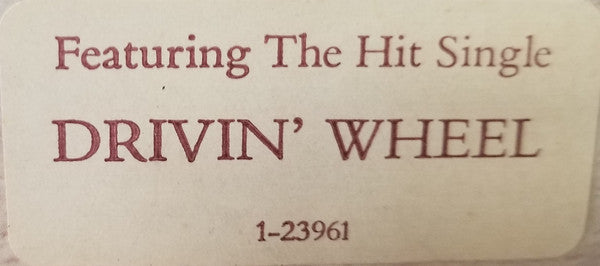 Featuring The Hit Single
DRIVIN’ WHEEL
1-23961